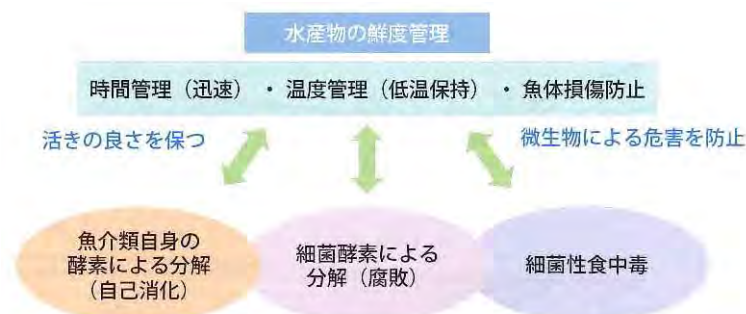 水産物の鮮度管理
時間管理（迅速）・温度管理（低温保持）・魚体損傷防止
活きの良さを保つ
微生物による危害を防止
魚介類自身の
酵素による分解
（自己消化）
細菌酵素による
分解（腐敗）
細菌性食中毒